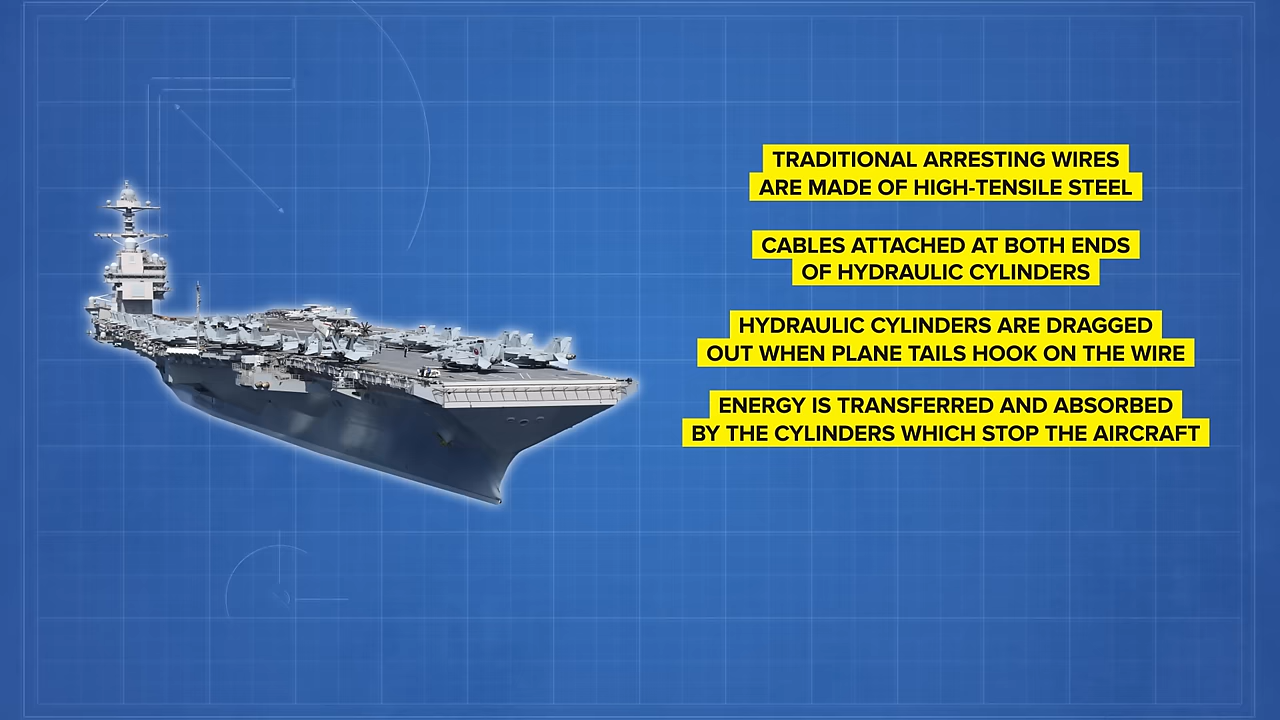 TRADITIONAL ARRESTING WIRES
ARE MADE OF HIGH-TENSILE STEEL
CABLES ATTACHED AT BOTH ENDS
OF HYDRAULIC CYLINDERS
HYDRAULIC CYLINDERS ARE DRAGGED
OUT WHEN PLANE TAILS HOOK ON THE WIRE
ENERGY IS TRANSFERRED AND ABSORBED
BY THE CYLINDERS WHICH STOP THE AIRCRAFT